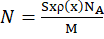 N = Sxρ(x)N_A / M